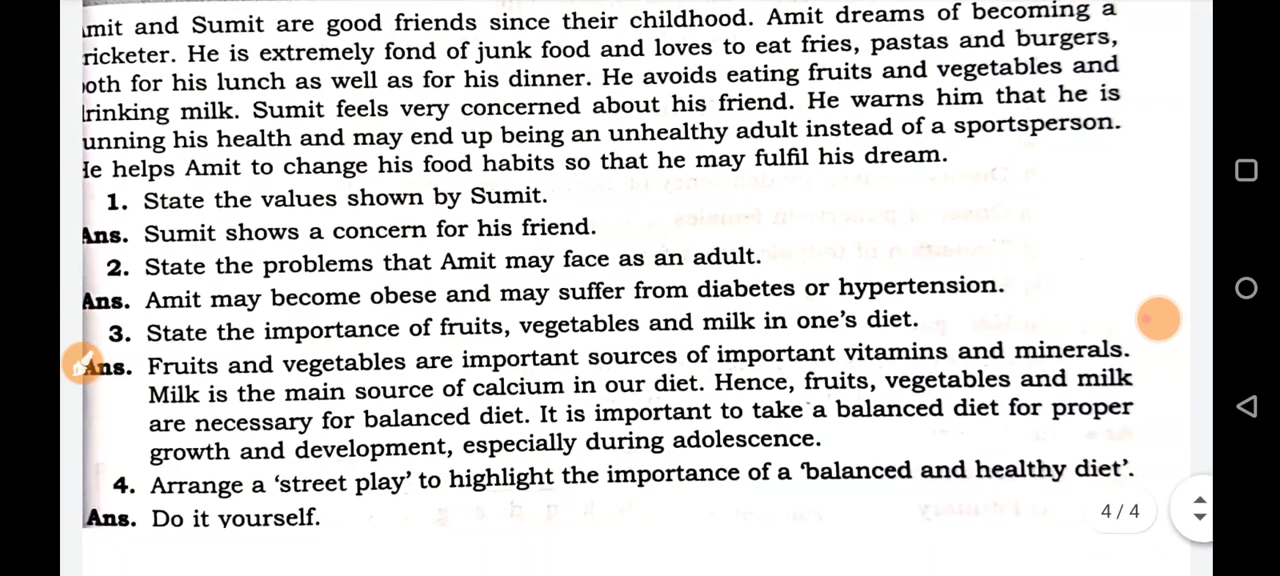 mit and Sumit are good friends since their childhood. Amit dreams of becoming a
ricketer. He is extremely fond of junk food and loves to eat fries, pastas and burgers,
oth for his lunch as well as for his dinner. He avoids eating fruits and vegetables and
rinking milk. Sumit feels very concerned about his friend. He warns him that he is
unning his health and may end up being an unhealthy adult instead of a sportsperson.
He helps Amit to change his food habits so that he may fulfil his dream.
1. State the values shown by Sumit.
Ans. Sumit shows a concern for his friend.
2. State the problems that Amit may face as an adult.
Ans. Amit may become obese and may suffer from diabetes or hypertension.
3. State the importance of fruits, vegetables and milk in one's diet.
Ans. Fruits and vegetables are important sources of important vitamins and minerals.
Milk is the main source of calcium in our diet. Hence, fruits, vegetables and milk
are necessary for balanced diet. It is important to take a balanced diet for proper
growth and development, especially during adolescence.
4. Arrange a 'street play' to highlight the importance of a 'balanced and healthy diet'.
Ans. Do it yourself.
4 / 4